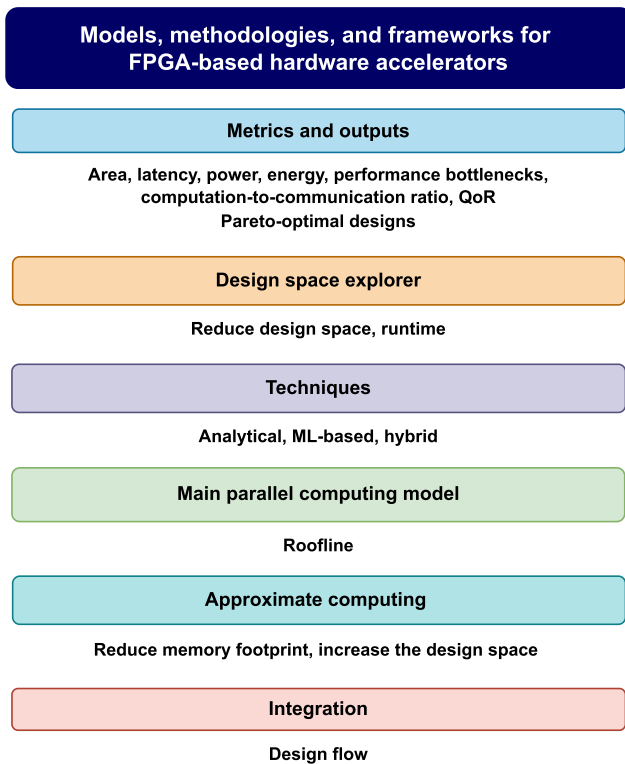 Models, methodologies, and frameworks for
FPGA-based hardware accelerators
Metrics and outputs
Area, latency, power, energy, performance bottlenecks,
computation-to-communication ratio, QoR
Pareto-optimal designs
Design space explorer
Reduce design space, runtime
Techniques
Analytical, ML-based, hybrid
Main parallel computing model
Roofline
Approximate computing
Reduce memory footprint, increase the design space
Integration
Design flow